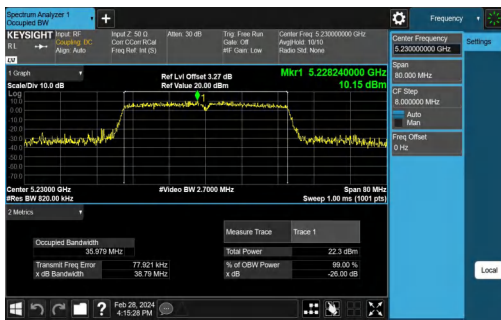 Spectrum Analyzer 1
Occupied BW
+
Frequency
KEYSIGHT
RL
Input: RF
Coupling: DC
Align: Auto
Input Z: 50 Ω
Corr CCorr RCal
Freq Ref: Int (S)
Atten: 30 dB
Trig: Free Run
Gate: Off
#IF Gain: Low
Center Freq: 5.230000000 GHz
Avg|Hold: 10/10
Radio Std: None
Center Frequency
5.230000000 GHz
Settings
Span
80.000 MHz
CF Step
8.000000 MHz
Auto
Man
Freq Offset
0 Hz
1 Graph
Scale/Div 10.0 dB
Ref Lvl Offset 3.27 dB
Ref Value 20.00 dBm
Mkr1 5.228240000 GHz
10.15 dBm
Log
10.0
0.00
-10.0
-20.0
-30.0
-40.0
-50.0
-60.0
-70.0
1
Center 5.23000 GHz
#Res BW 820.00 kHz
#Video BW 2.7000 MHz
Span 80 MHz
Sweep 1.00 ms (1001 pts)
2 Metrics
Measure Trace
Trace 1
Occupied Bandwidth
35.979 MHz
Total Power
22.3 dBm
Transmit Freq Error
77.921 kHz
% of OBW Power
99.00 %
x dB Bandwidth
38.79 MHz
x dB
-26.00 dB
Local
?
Feb 28, 2024
4:15:28 PM